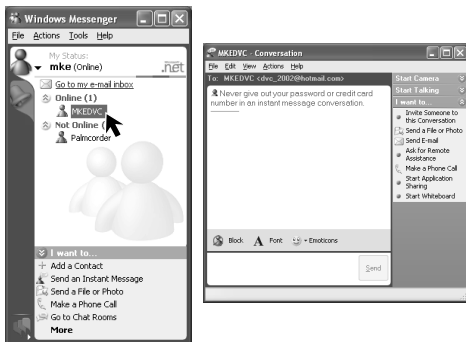 Windows Messenger
File Actions Tools Help
My Status:
mke (Online)
.net
Go to my e-mail inbox
Online (1)
MKEDVC
Not Online
Palmcorder
I want to...
Add a Contact
Send an Instant Message
Send a File or Photo
Make a Phone Call
Go to Chat Rooms
More
MKEDVC - Conversation
File Edit View Actions Help
To: MKEDVC <dvc_2002@hotmail.com>
Never give out your password or credit card
number in an instant message conversation.
Block Font Emoticons
Send
Start Camera
Start Talking
I want to...
Invite Someone to
this Conversation
Send a File or Photo
Send E-mail
Ask for Remote
Assistance
Make a Phone Call
Start Application
Sharing
Start Whiteboard